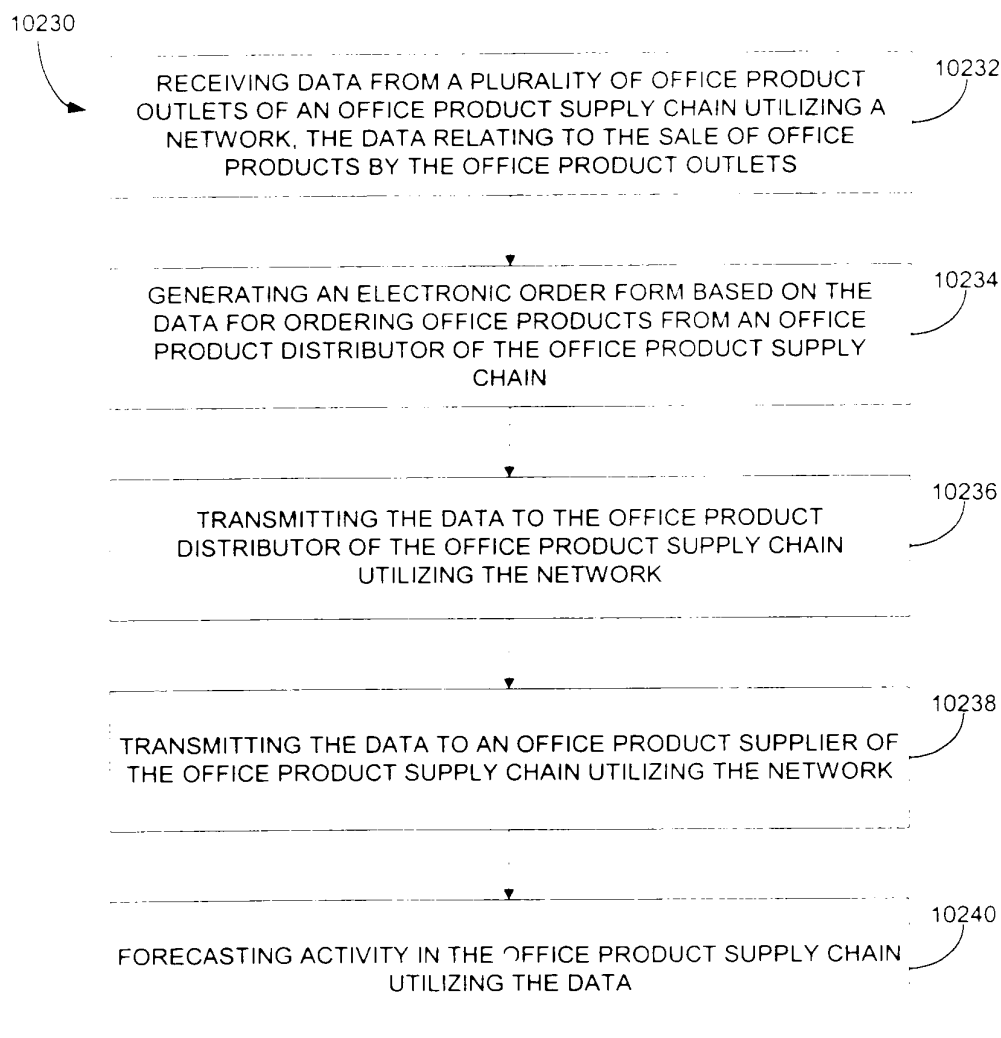 10230
RECEIVING DATA FROM A PLURALITY OF OFFICE PRODUCT
OUTLETS OF AN OFFICE PRODUCT SUPPLY CHAIN UTILIZING A
NETWORK, THE DATA RELATING TO THE SALE OF OFFICE
PRODUCTS BY THE OFFICE PRODUCT OUTLETS
10232
GENERATING AN ELECTRONIC ORDER FORM BASED ON THE
DATA FOR ORDERING OFFICE PRODUCTS FROM AN OFFICE
PRODUCT DISTRIBUTOR OF THE OFFICE PRODUCT SUPPLY
CHAIN
10234
TRANSMITTING THE DATA TO THE OFFICE PRODUCT
DISTRIBUTOR OF THE OFFICE PRODUCT SUPPLY CHAIN
UTILIZING THE NETWORK
10236
TRANSMITTING THE DATA TO AN OFFICE PRODUCT SUPPLIER OF
THE OFFICE PRODUCT SUPPLY CHAIN UTILIZING THE NETWORK
10238
FORECASTING ACTIVITY IN THE OFFICE PRODUCT SUPPLY CHAIN
UTILIZING THE DATA
10240